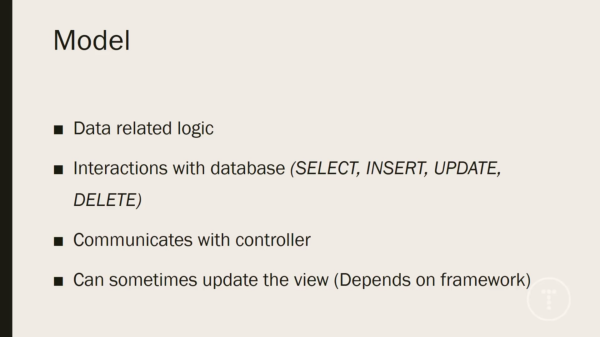 Model
■ Data related logic
■ Interactions with database (SELECT, INSERT, UPDATE,
DELETE)
■ Communicates with controller
■ Can sometimes update the view (Depends on framework)
T